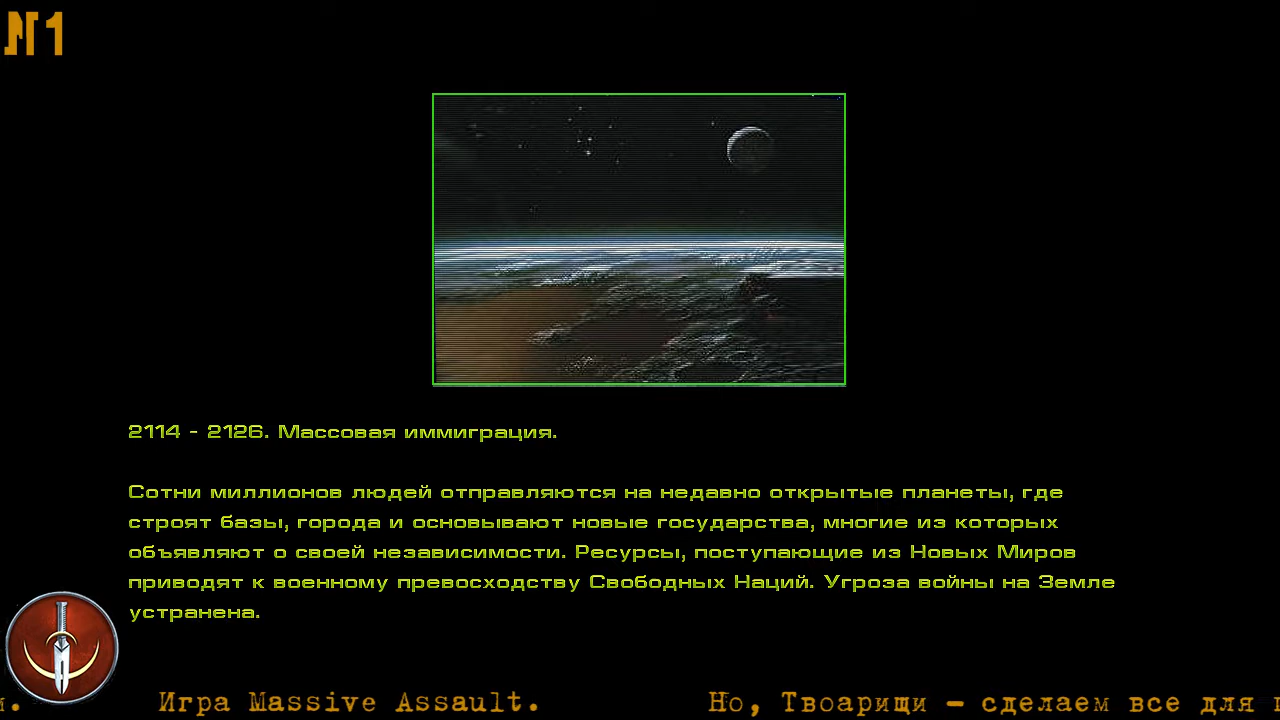 №1
2114 - 2126. Массовая иммиграция.
Сотни миллионов людей отправляются на недавно открытые планеты, где
строят базы, города и основывают новые государства, многие из которых
объявляют о своей независимости. Ресурсы, поступающие из Новых Миров
приводят к военному превосходству Свободных Наций. Угроза войны на Земле
устранена.
Игра Massive Assault. Но, Твоарищи – сделаем все для